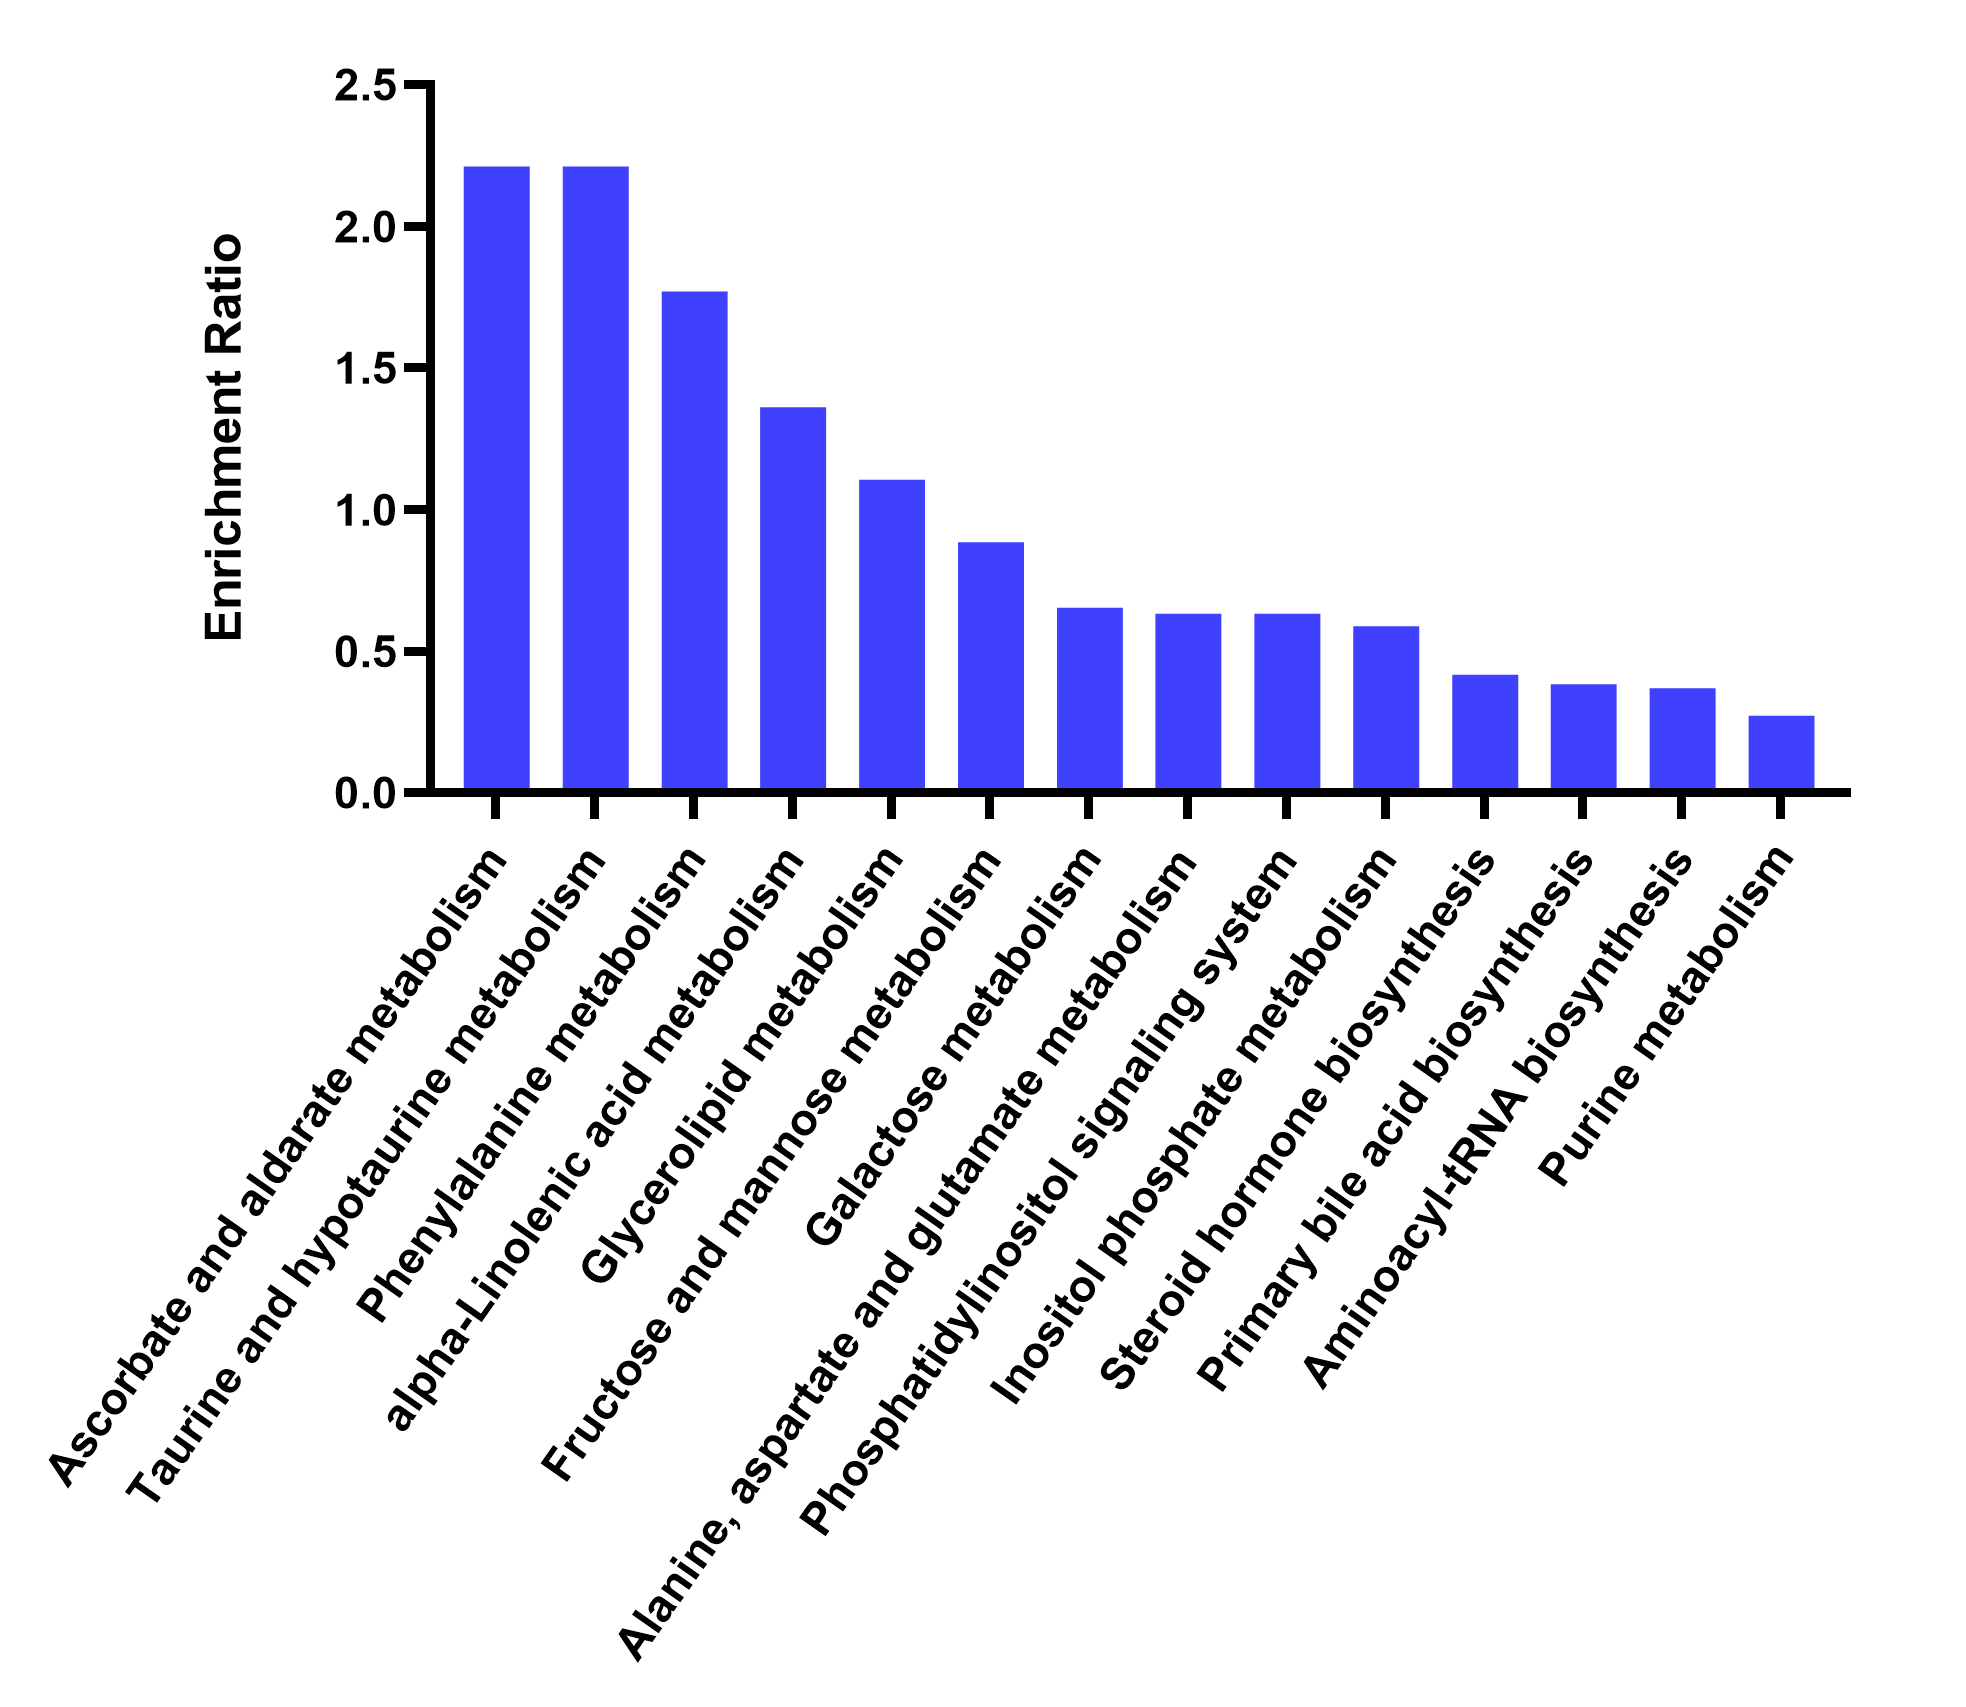 Enrichment Ratio
2.5
2.0
1.5
1.0
0.5
0.0
Ascorbate and aldarate metabolism
Taurine and hypotaurine metabolism
Phenylalanine metabolism
alpha-Linolenic acid metabolism
Glycerolipid metabolism
Fructose and mannose metabolism
Galactose metabolism
Alanine, aspartate and glutamate metabolism
Phosphatidylinositol signaling system
Inositol phosphate metabolism
Steroid hormone biosynthesis
Primary bile acid biosynthesis
Aminoacyl-tRNA biosynthesis
Purine metabolism